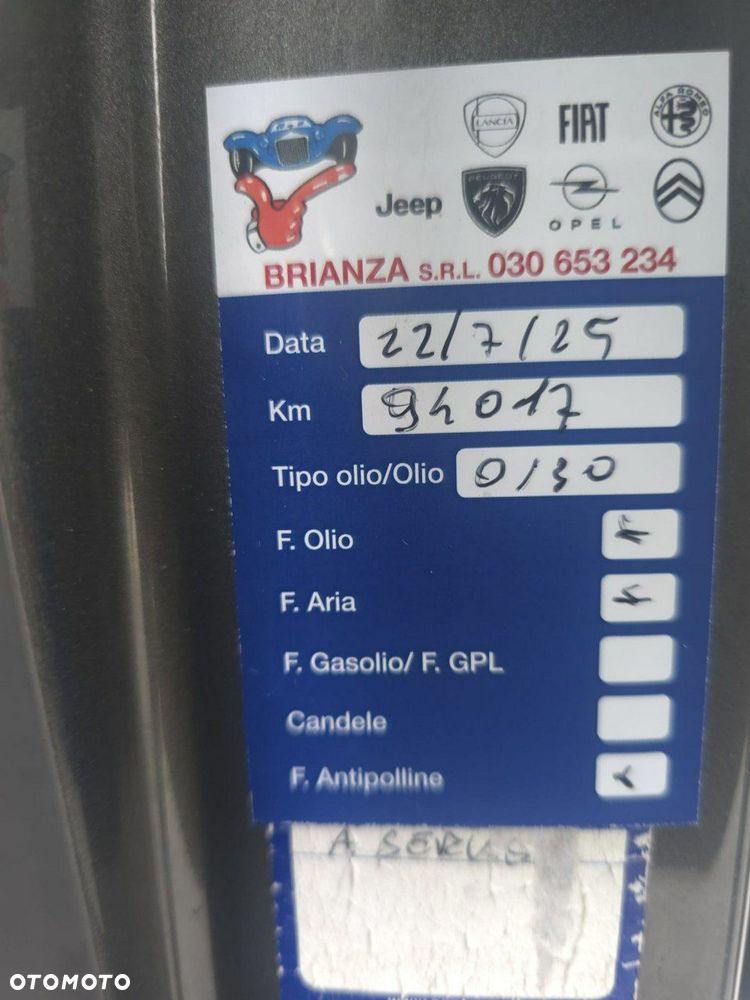 LANCIA
FIAT
ALFA ROMEO
Jeep
PEUGEOT
OPEL
BRIANZA S.R.L. 030 653 234
Data 22/7/25
Km 94017
Tipo olio/Olio 0/30
F. Olio
F. Aria
F. Gasolio/ F. GPL
Candele
F. Antipolline
A
OTOMOTO